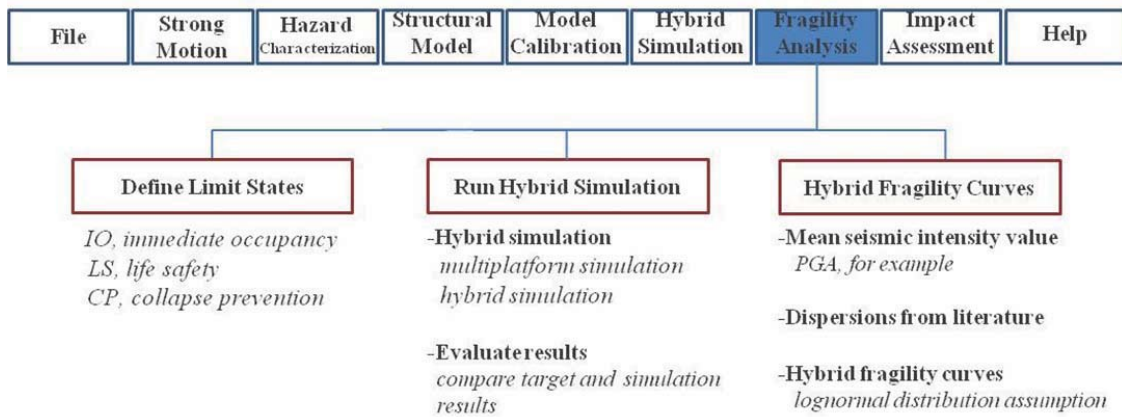 File
Strong
Motion
Hazard
Characterization
Structural
Model
Model
Calibration
Hybrid
Simulation
Fragility
Analysis
Impact
Assessment
Help
Define Limit States
IO, immediate occupancy
LS, life safety
CP, collapse prevention
Run Hybrid Simulation
-Hybrid simulation
multiplatform simulation
hybrid simulation
-Evaluate results
compare target and simulation
results
Hybrid Fragility Curves
-Mean seismic intensity value
PGA, for example
-Dispersions from literature
-Hybrid fragility curves
lognormal distribution assumption